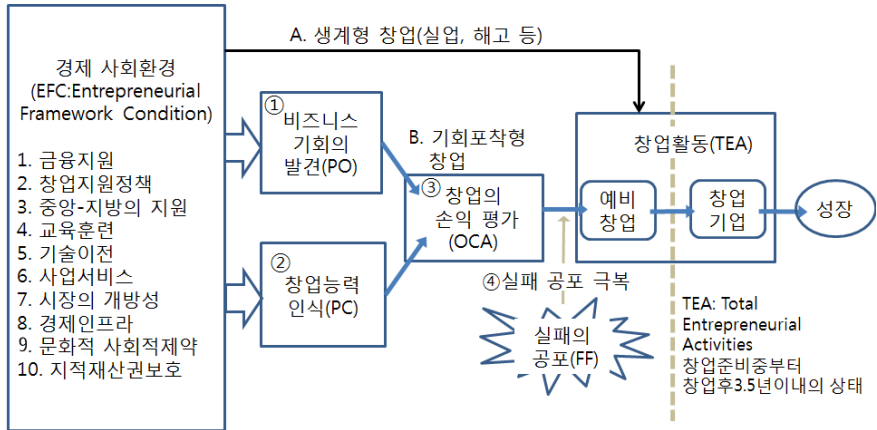 경제 사회환경
(EFC:Entrepreneurial
Framework Condition)
1. 금융지원
2. 창업지원정책
3. 중앙-지방의 지원
4. 교육훈련
5. 기술이전
6. 사업서비스
7. 시장의 개방성
8. 경제인프라
9. 문화적 사회적제약
10. 지적재산권보호
A. 생계형 창업(실업, 해고 등)
①
비즈니스
기회의
발견(PO)
②
창업능력
인식(PC)
B. 기회포착형
창업
③
창업의
손익 평가
(OCA)
④실패 공포 극복
실패의
공포(FF)
창업활동(TEA)
예비
창업
창업
기업
성장
TEA: Total
Entrepreneurial
Activities
창업준비중부터
창업후3.5년이내의 상태